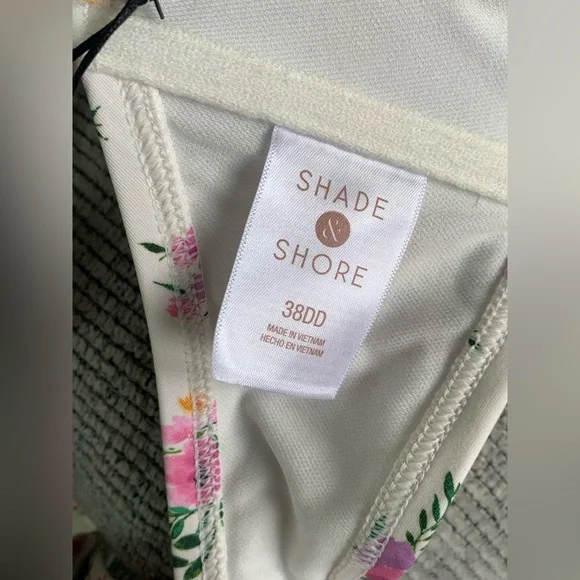 SHADE
&
SHORE
38DD
MADE IN VIETNAM
HECHO EN VIETNAM